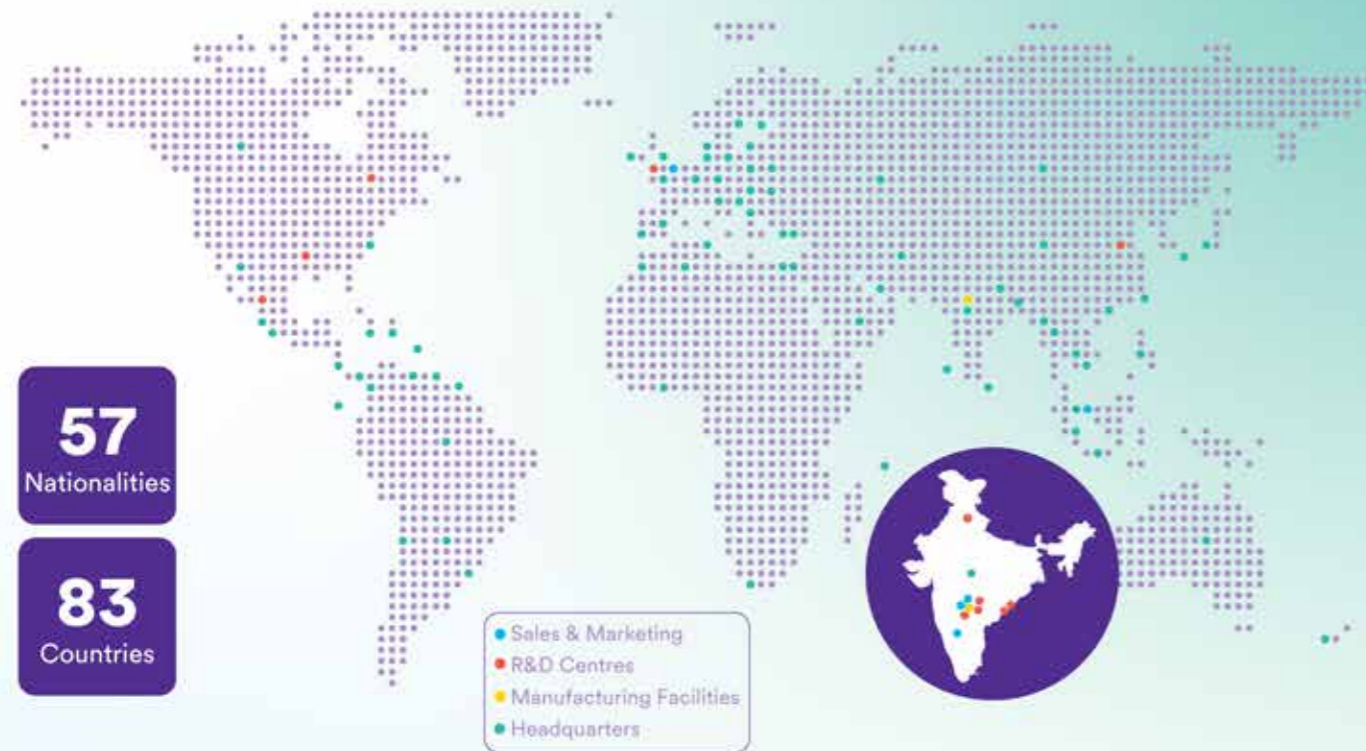 57
Nationalities
83
Countries
Sales & Marketing
R&D Centres
Manufacturing Facilities
Headquarters